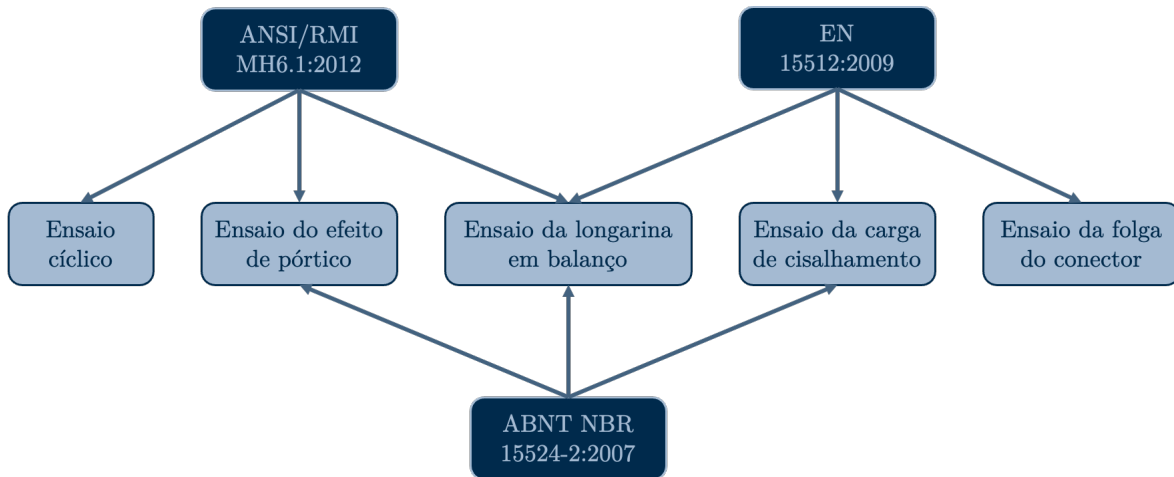 ANSI/RMI
MH6.1:2012
EN
15512:2009
Ensaio
cíclico
Ensaio do efeito
de pórtico
Ensaio da longarina
em balanço
Ensaio da carga
de cisalhamento
Ensaio da folga
do conector
ABNT NBR
15524-2:2007